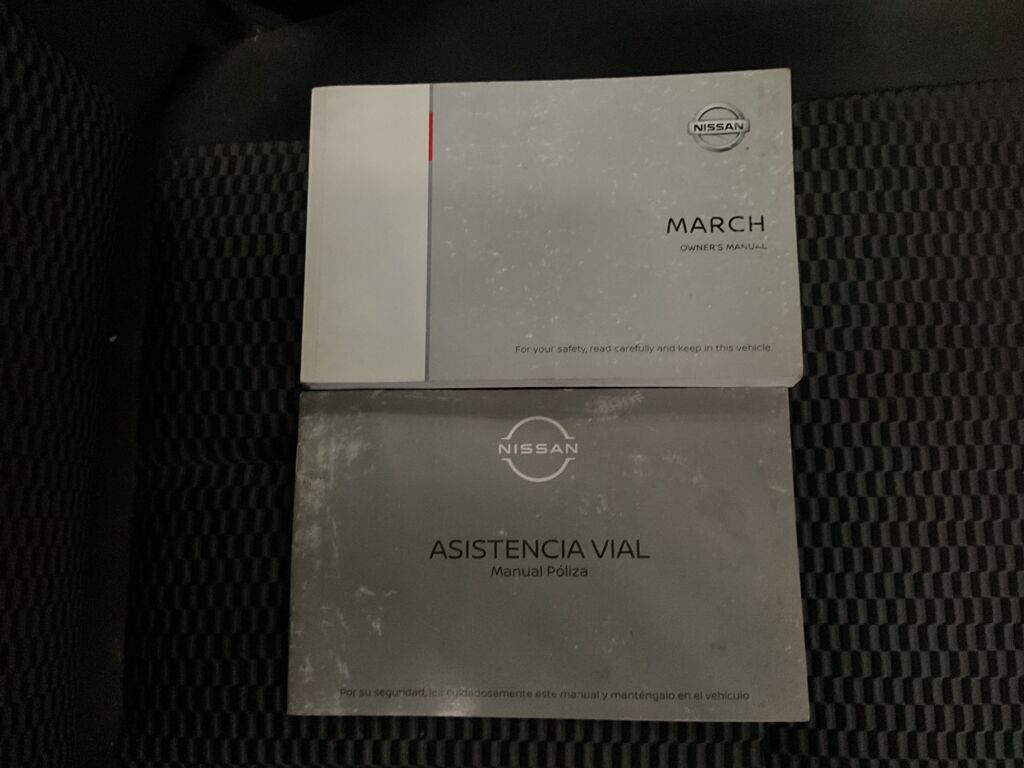 NISSAN
MARCH
OWNER'S MANUAL
For your safety, read carefully and keep in this vehicle.
NISSAN
ASISTENCIA VIAL
Manual Póliza
Por su seguridad, lea cuidadosamente este manual y manténgalo en el vehículo